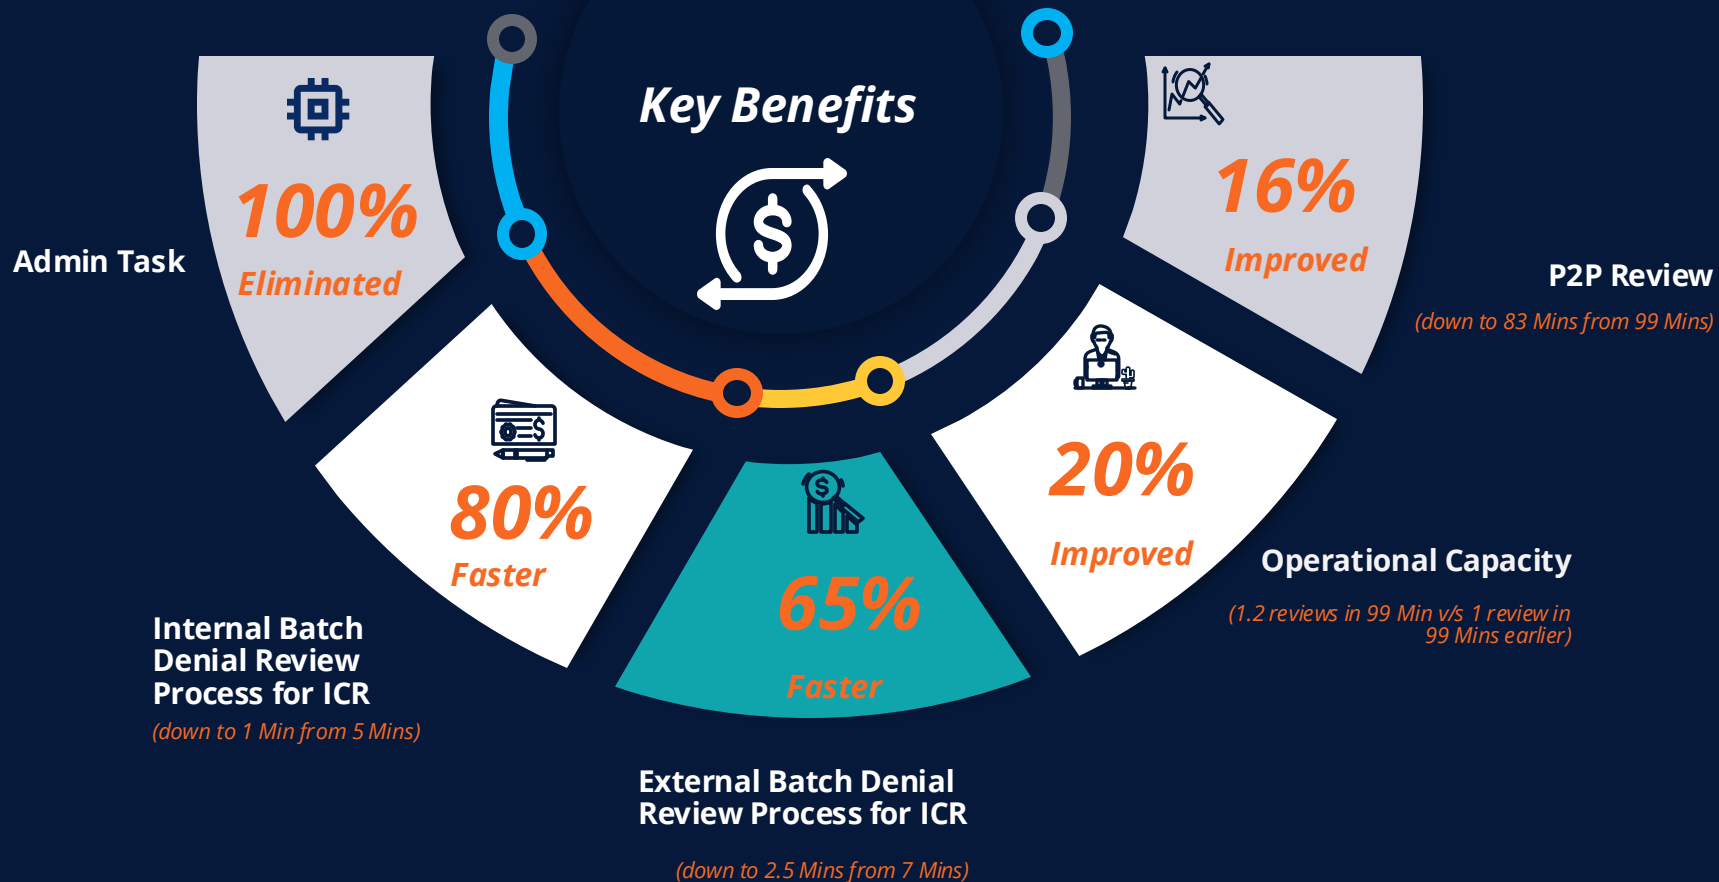 Key Benefits
100%
Eliminated
Admin Task
80%
Faster
Internal Batch
Denial Review
Process for ICR
(down to 1 Min from 5 Mins)
65%
Faster
External Batch Denial
Review Process for ICR
(down to 2.5 Mins from 7 Mins)
20%
Improved
Operational Capacity
(1.2 reviews in 99 Min v/s 1 review in
99 Mins earlier)
16%
Improved
P2P Review
(down to 83 Mins from 99 Mins)